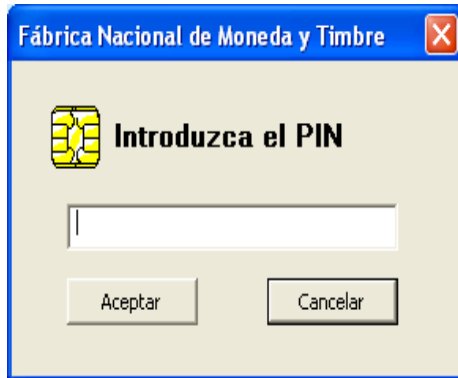 Fábrica Nacional de Moneda y Timbre
Introduzca el PIN
Aceptar
Cancelar